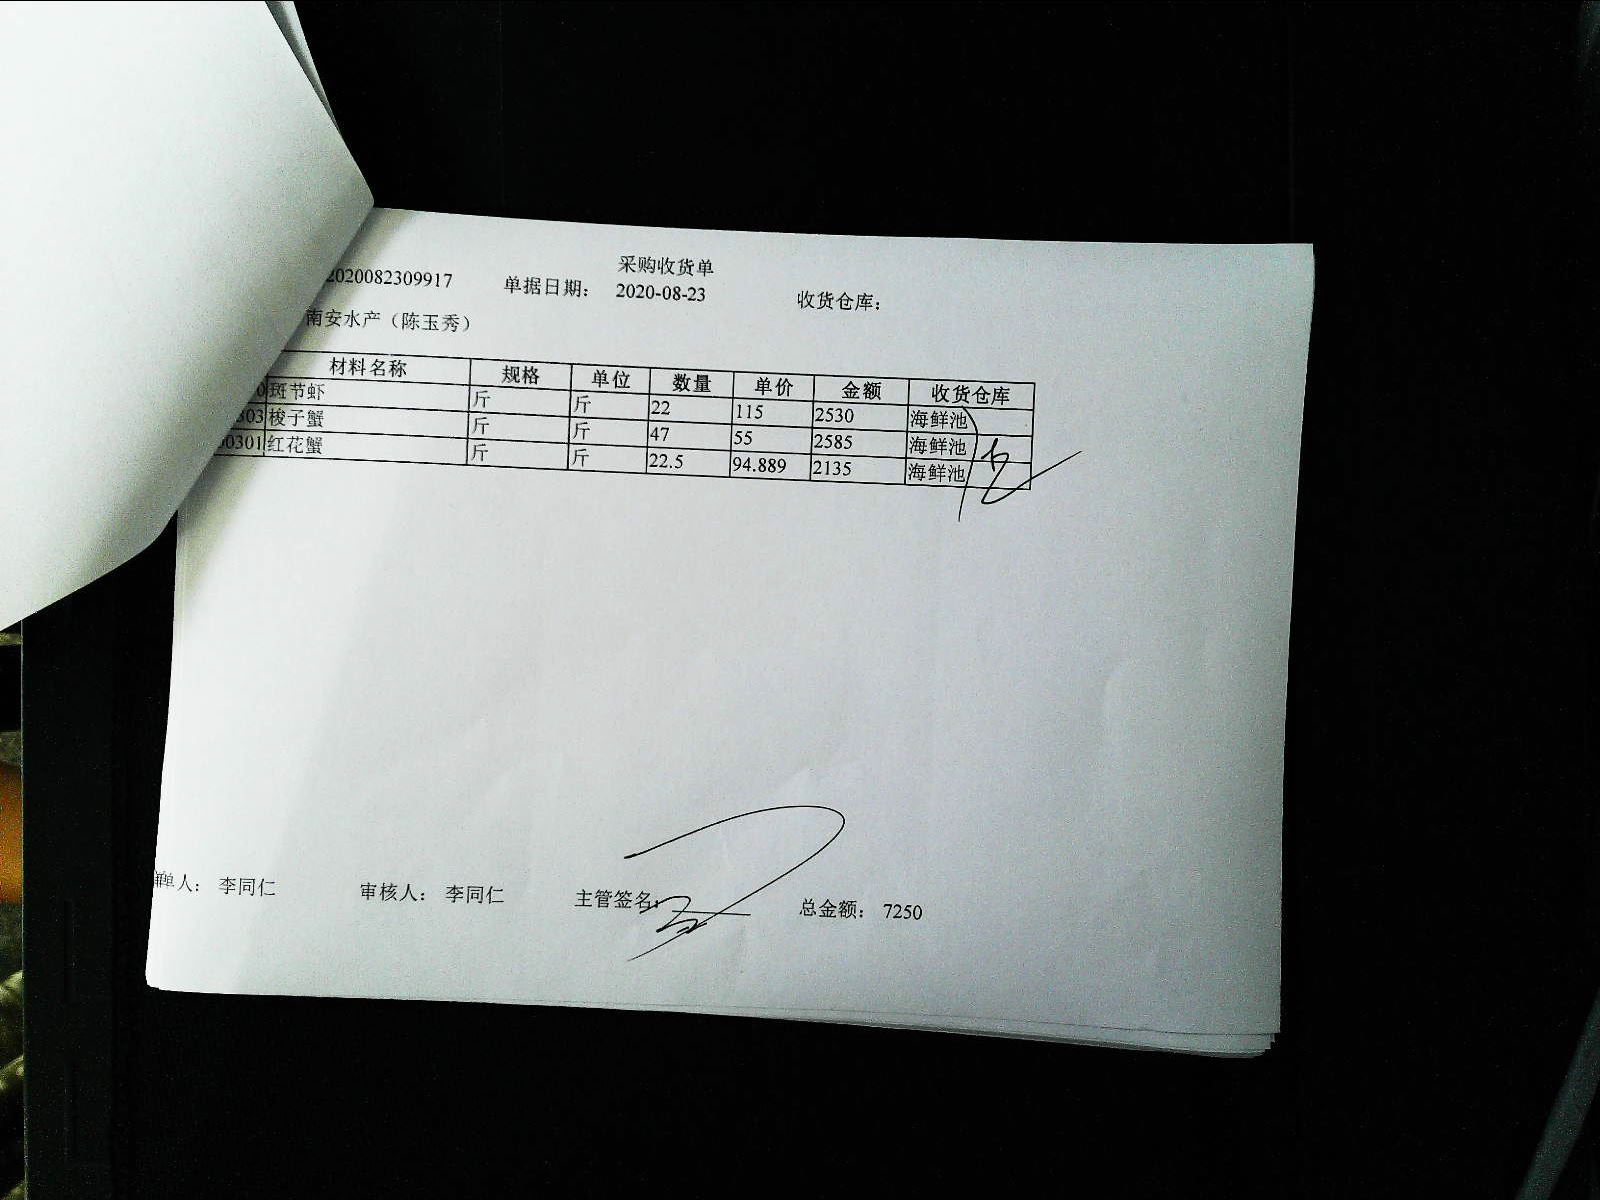 采购收货单
2020082309917 单据日期： 2020-08-23 收货仓库：
南安水产（陈玉秀）
材料名称 规格 单位 数量 单价 金额 收货仓库
0 斑节虾 斤 斤 22 115 2530 海鲜池
303 梭子蟹 斤 斤 47 55 2585 海鲜池
00301 红花蟹 斤 斤 22.5 94.889 2135 海鲜池
单人： 李同仁 审核人： 李同仁 主管签名： 总金额： 7250